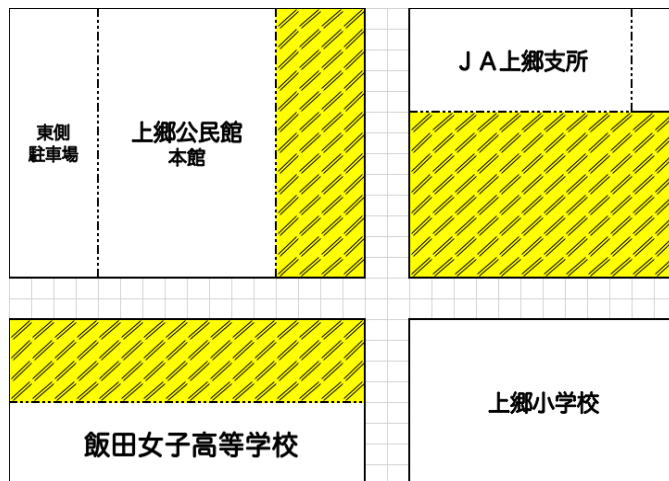 ＪＡ上郷支所
東側
駐車場
上郷公民館
本館
上郷小学校
飯田女子高等学校